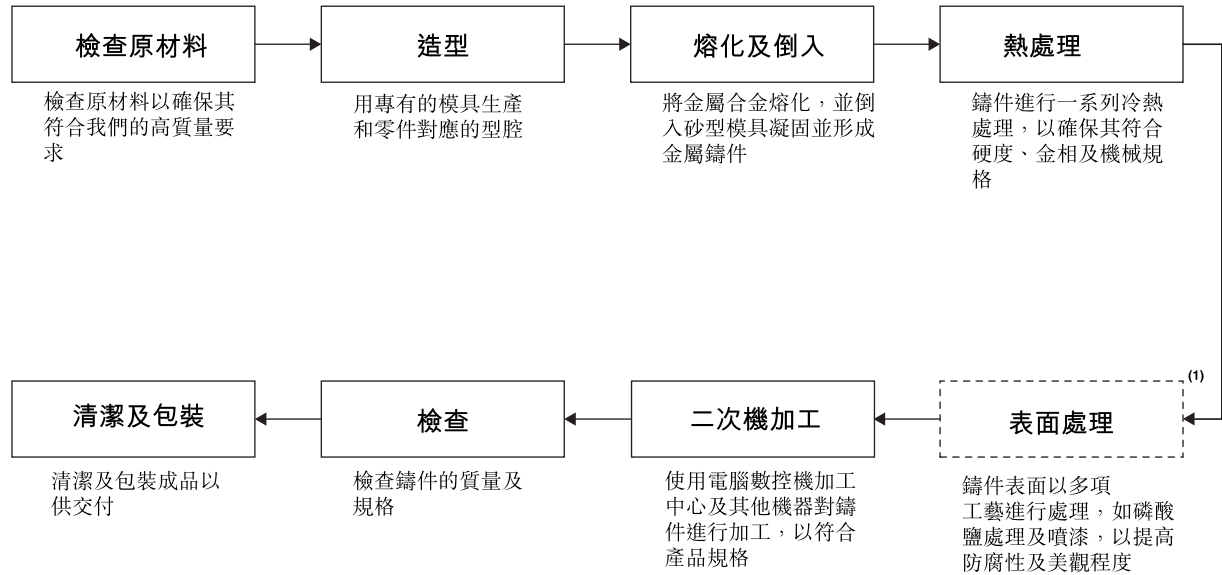 檢查原材料
檢查原材料以確保其
符合我們的高質量要
求
造型
用專有的模具生產
和零件對應的型腔
熔化及倒入
將金屬合金熔化，並倒
入砂型模具凝固並形成
金屬鑄件
熱處理
鑄件進行一系列冷熱
處理，以確保其符合
硬度、金相及機械規
格
(1)
表面處理
鑄件表面以多項
工藝進行處理，如磷酸
鹽處理及噴漆，以提高
防腐性及美觀程度
二次機加工
使用電腦數控機加工
中心及其他機器對鑄
件進行加工，以符合
產品規格
檢查
檢查鑄件的質量及
規格
清潔及包裝
清潔及包裝成品以
供交付